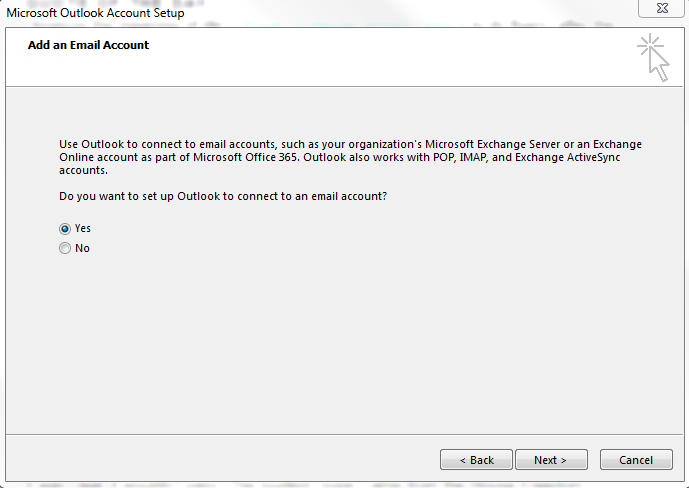 Microsoft Outlook Account Setup
Add an Email Account
Use Outlook to connect to email accounts, such as your organization's Microsoft Exchange Server or an Exchange
Online account as part of Microsoft Office 365. Outlook also works with POP, IMAP, and Exchange ActiveSync
accounts.
Do you want to set up Outlook to connect to an email account?
Yes
No
< Back
Next >
Cancel